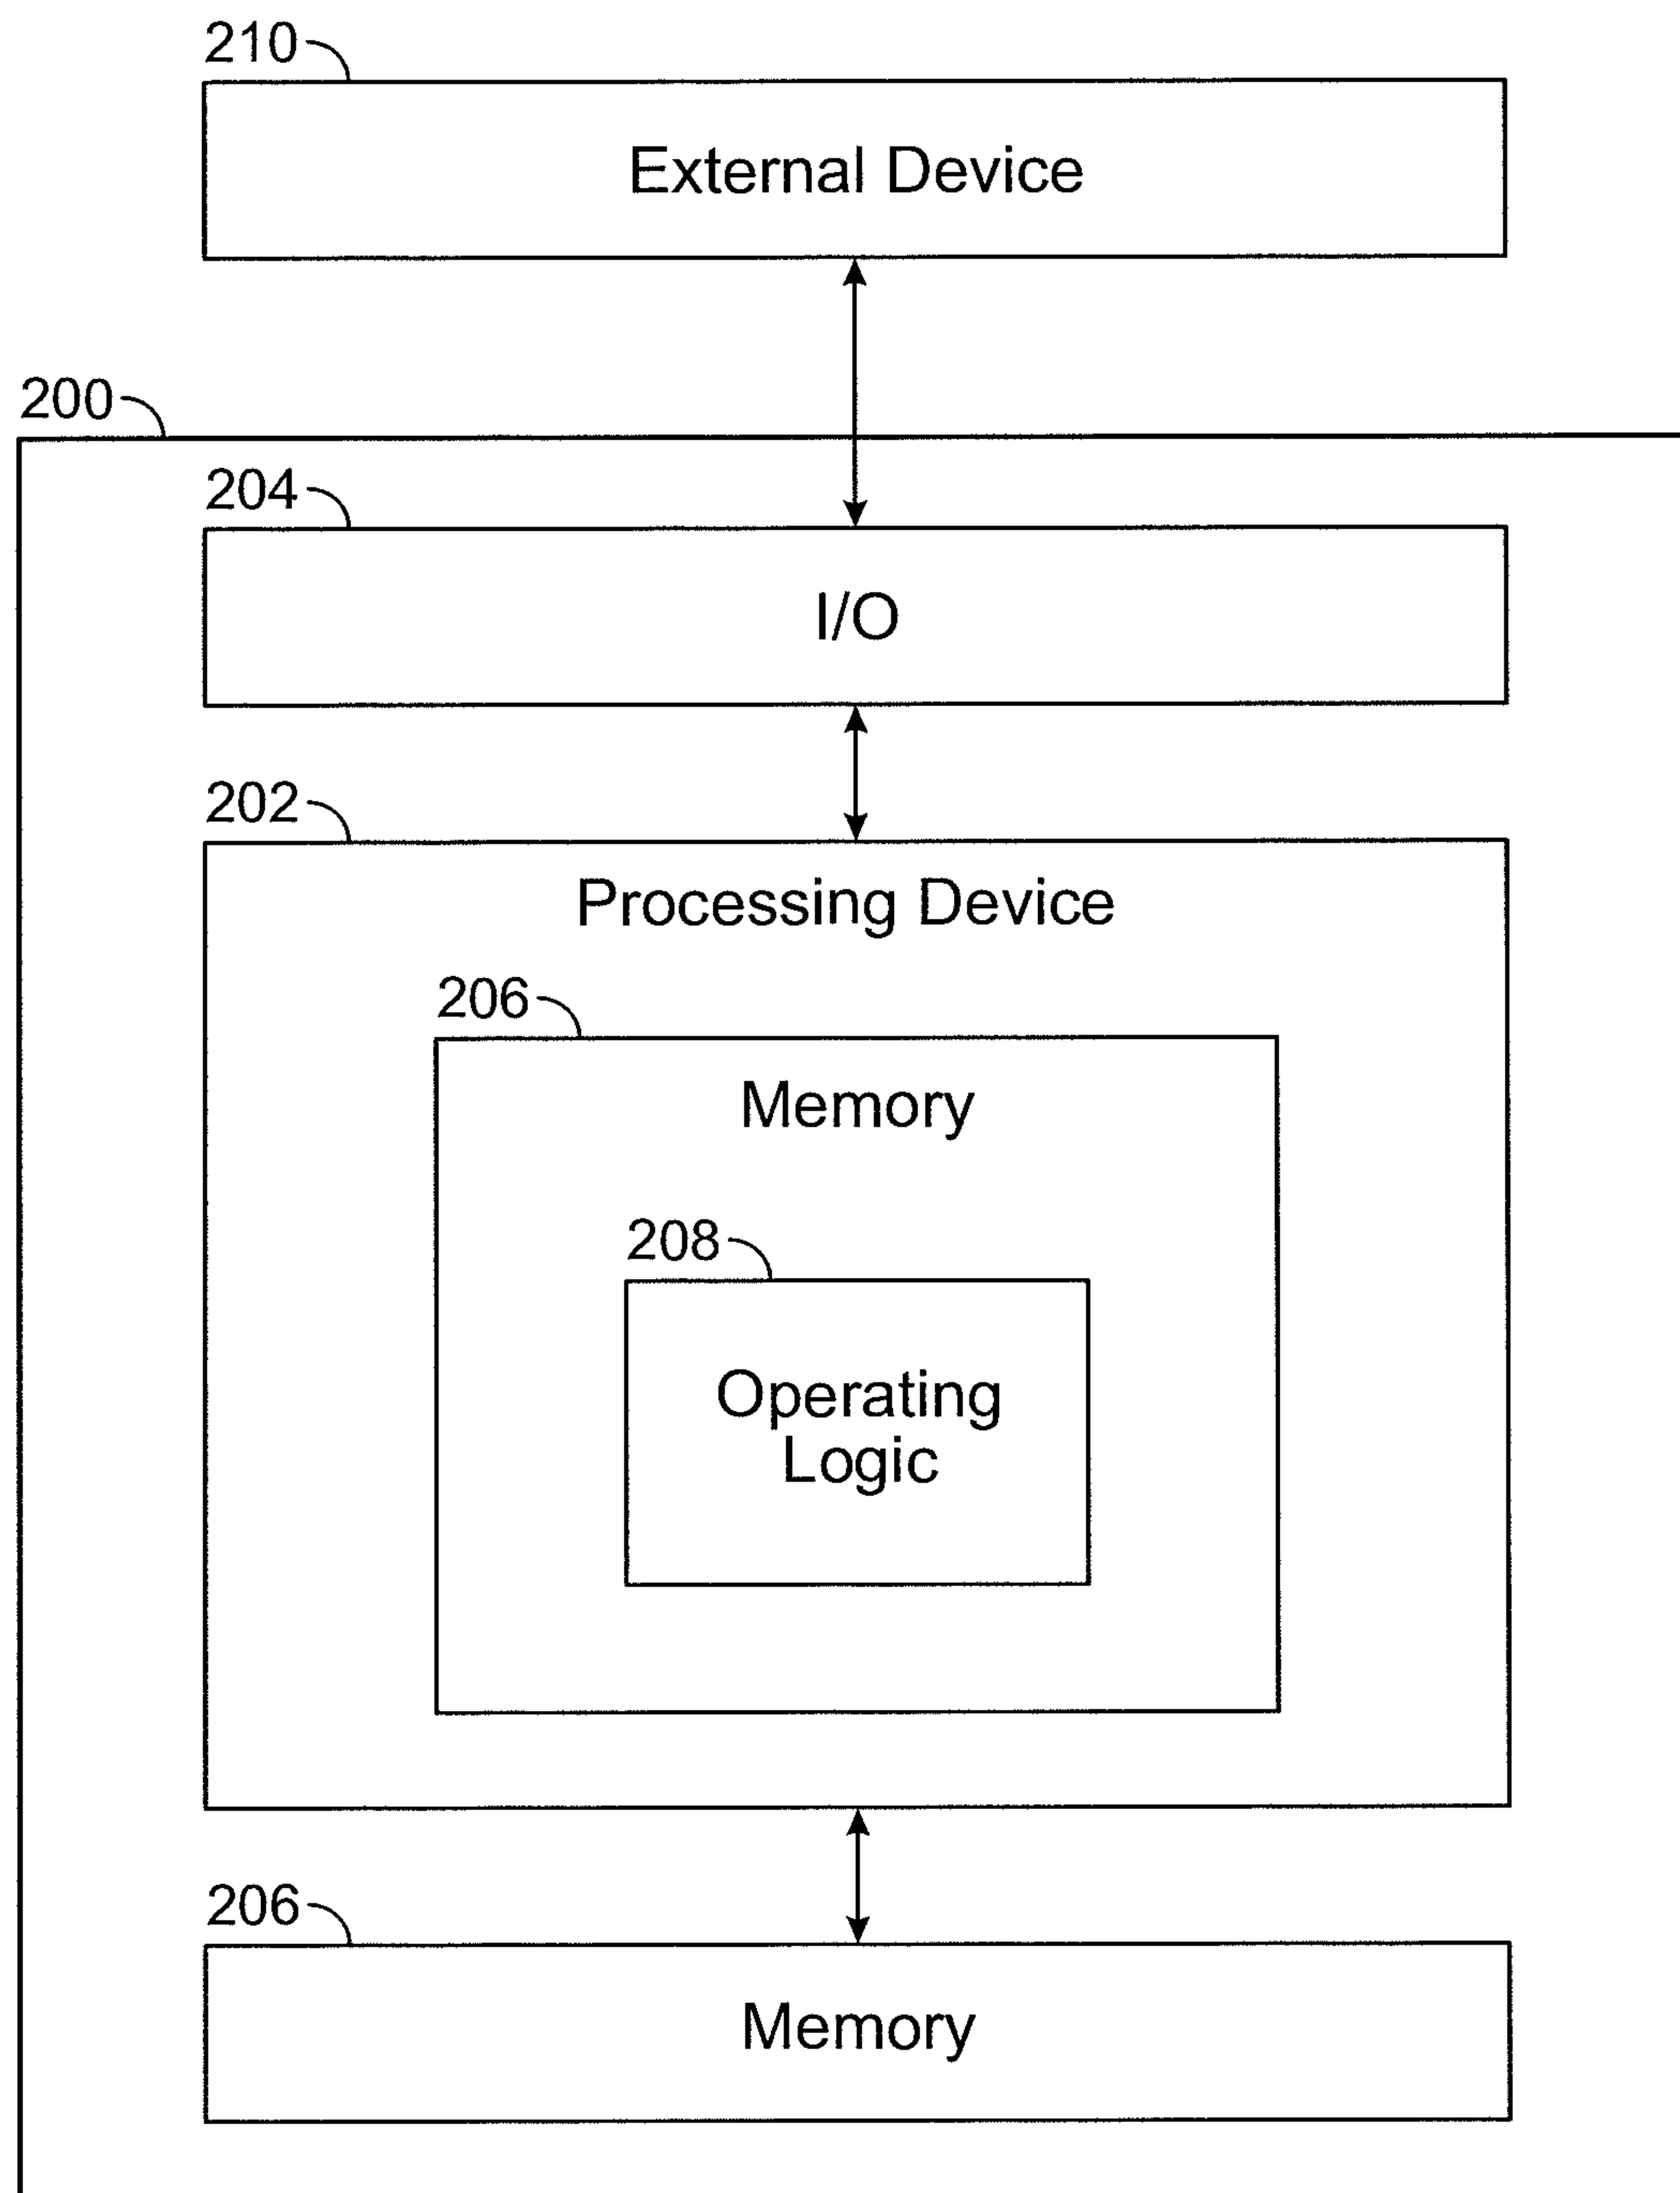 210
External Device
200
204
I/O
202
Processing Device
206
Memory
208
Operating
Logic
206
Memory